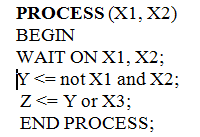 PROCESS (X1, X2)
BEGIN
WAIT ON X1, X2;
Y <= not X1 and X2;
Z <= Y or X3;
END PROCESS;